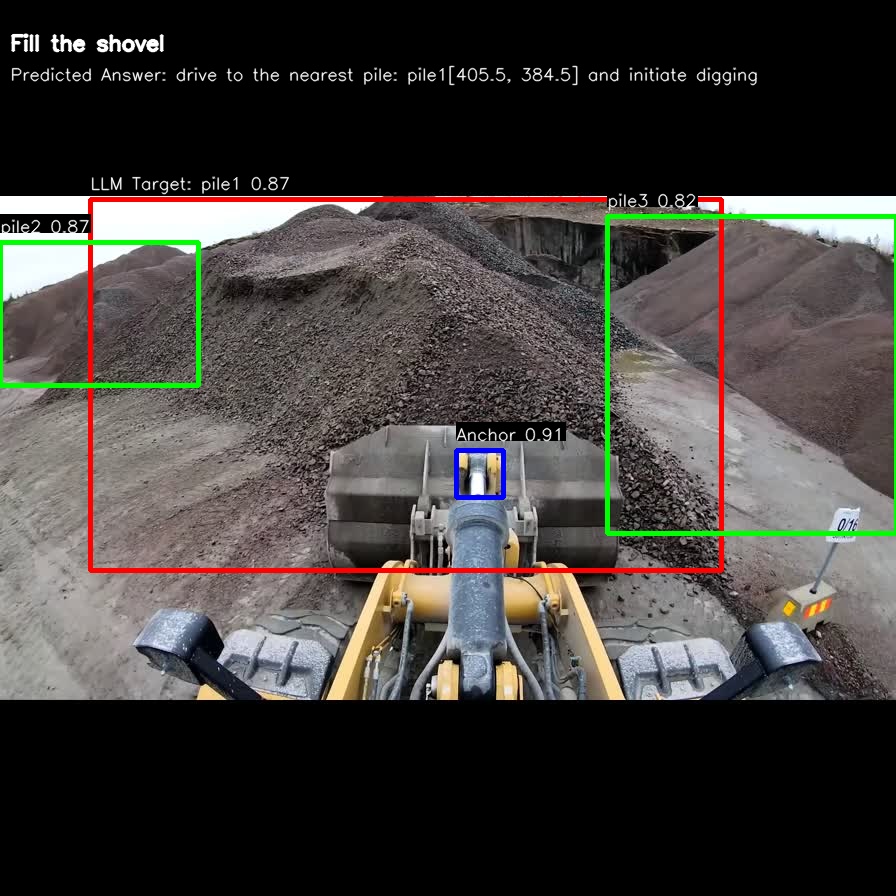 Fill the shovel
Predicted Answer: drive to the nearest pile: pile1[405.5, 384.5] and initiate digging
LLM Target: pile1 0.87
pile3 0.82
pile2 0.87
Anchor 0.91
0/16